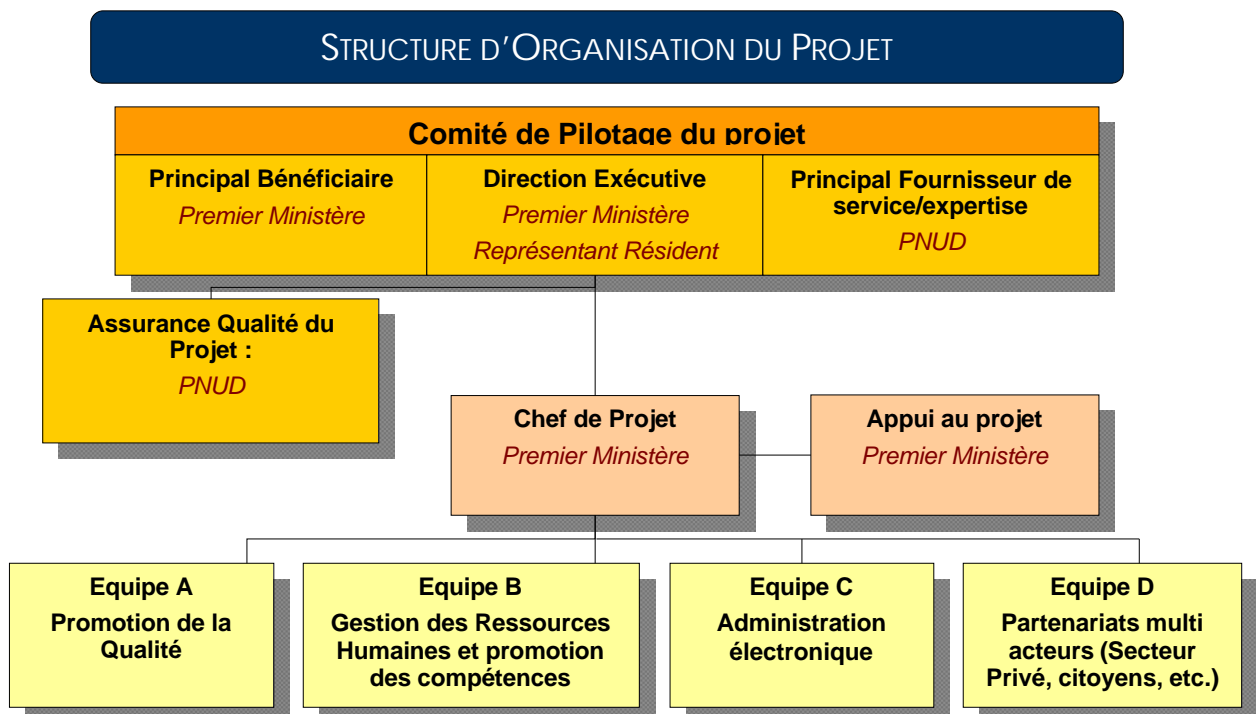 STRUCTURE D'ORGANISATION DU PROJET
Comité de Pilotage du projet
Principal Bénéficiaire
Premier Ministère
Direction Exécutive
Premier Ministère
Représentant Résident
Principal Fournisseur de
service/expertise
PNUD
Assurance Qualité du
Projet :
PNUD
Chef de Projet
Premier Ministère
Appui au projet
Premier Ministère
Equipe A
Promotion de la
Qualité
Equipe B
Gestion des Ressources
Humaines et promotion
des compétences
Equipe C
Administration
électronique
Equipe D
Partenariats multi
acteurs (Secteur
Privé, citoyens, etc.)